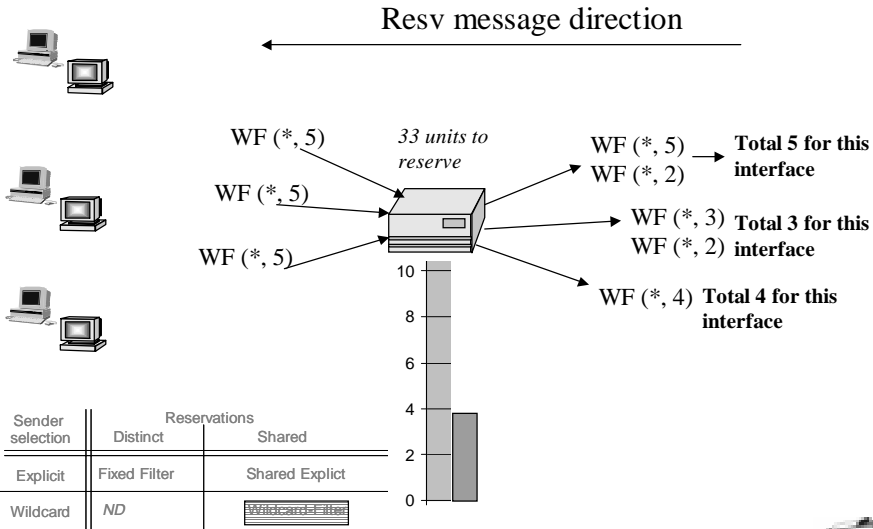 Resv message direction
WF (*, 5)
33 units to
reserve
WF (*, 5)
WF (*, 2)
Total 5 for this
interface
WF (*, 5)
WF (*, 3)
WF (*, 2)
Total 3 for this
interface
WF (*, 5)
WF (*, 4)
Total 4 for this
interface
10
8
6
4
2
0
Sender
selection
Reservations
Distinct
Shared
Explicit
Fixed Filter
Shared Explict
Wildcard
ND
Wildcard-Filter